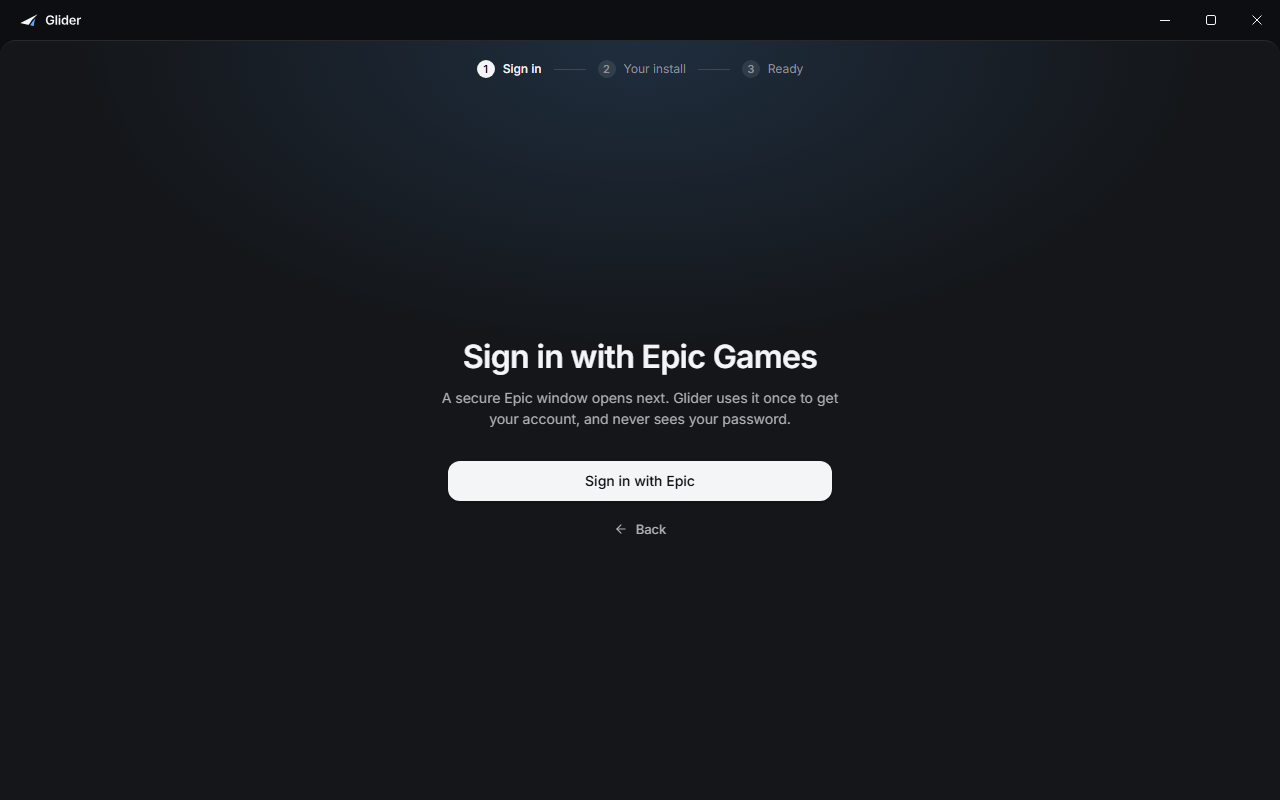 Glider
1 Sign in 2 Your install 3 Ready
Sign in with Epic Games
A secure Epic window opens next. Glider uses it once to get
your account, and never sees your password.
Sign in with Epic
Back